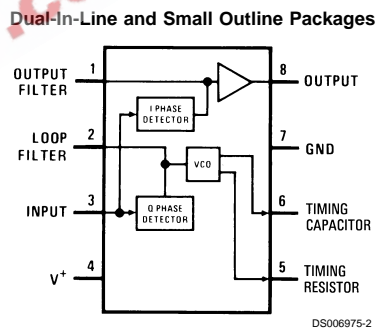 Dual-In-Line and Small Outline Packages
OUTPUT
FILTER
1
8
OUTPUT
I PHASE
DETECTOR
LOOP
FILTER
2
7
GND
VCO
INPUT
3
6
TIMING
CAPACITOR
Q PHASE
DETECTOR
V+
4
5
TIMING
RESISTOR
DS006975-2